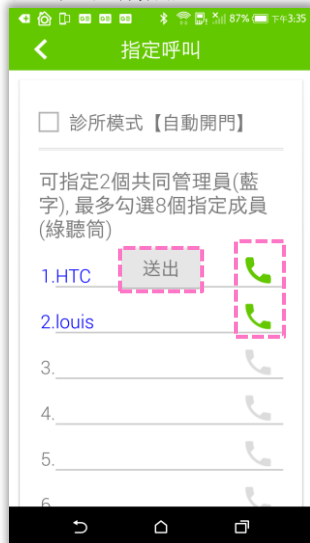 87% 下午3:35
指定呼叫
診所模式【自動開門】
可指定2個共同管理員(藍
字), 最多勾選8個指定成員
(綠聽筒)
送出
1.HTC
2.louis
3.
4.
5.
6.